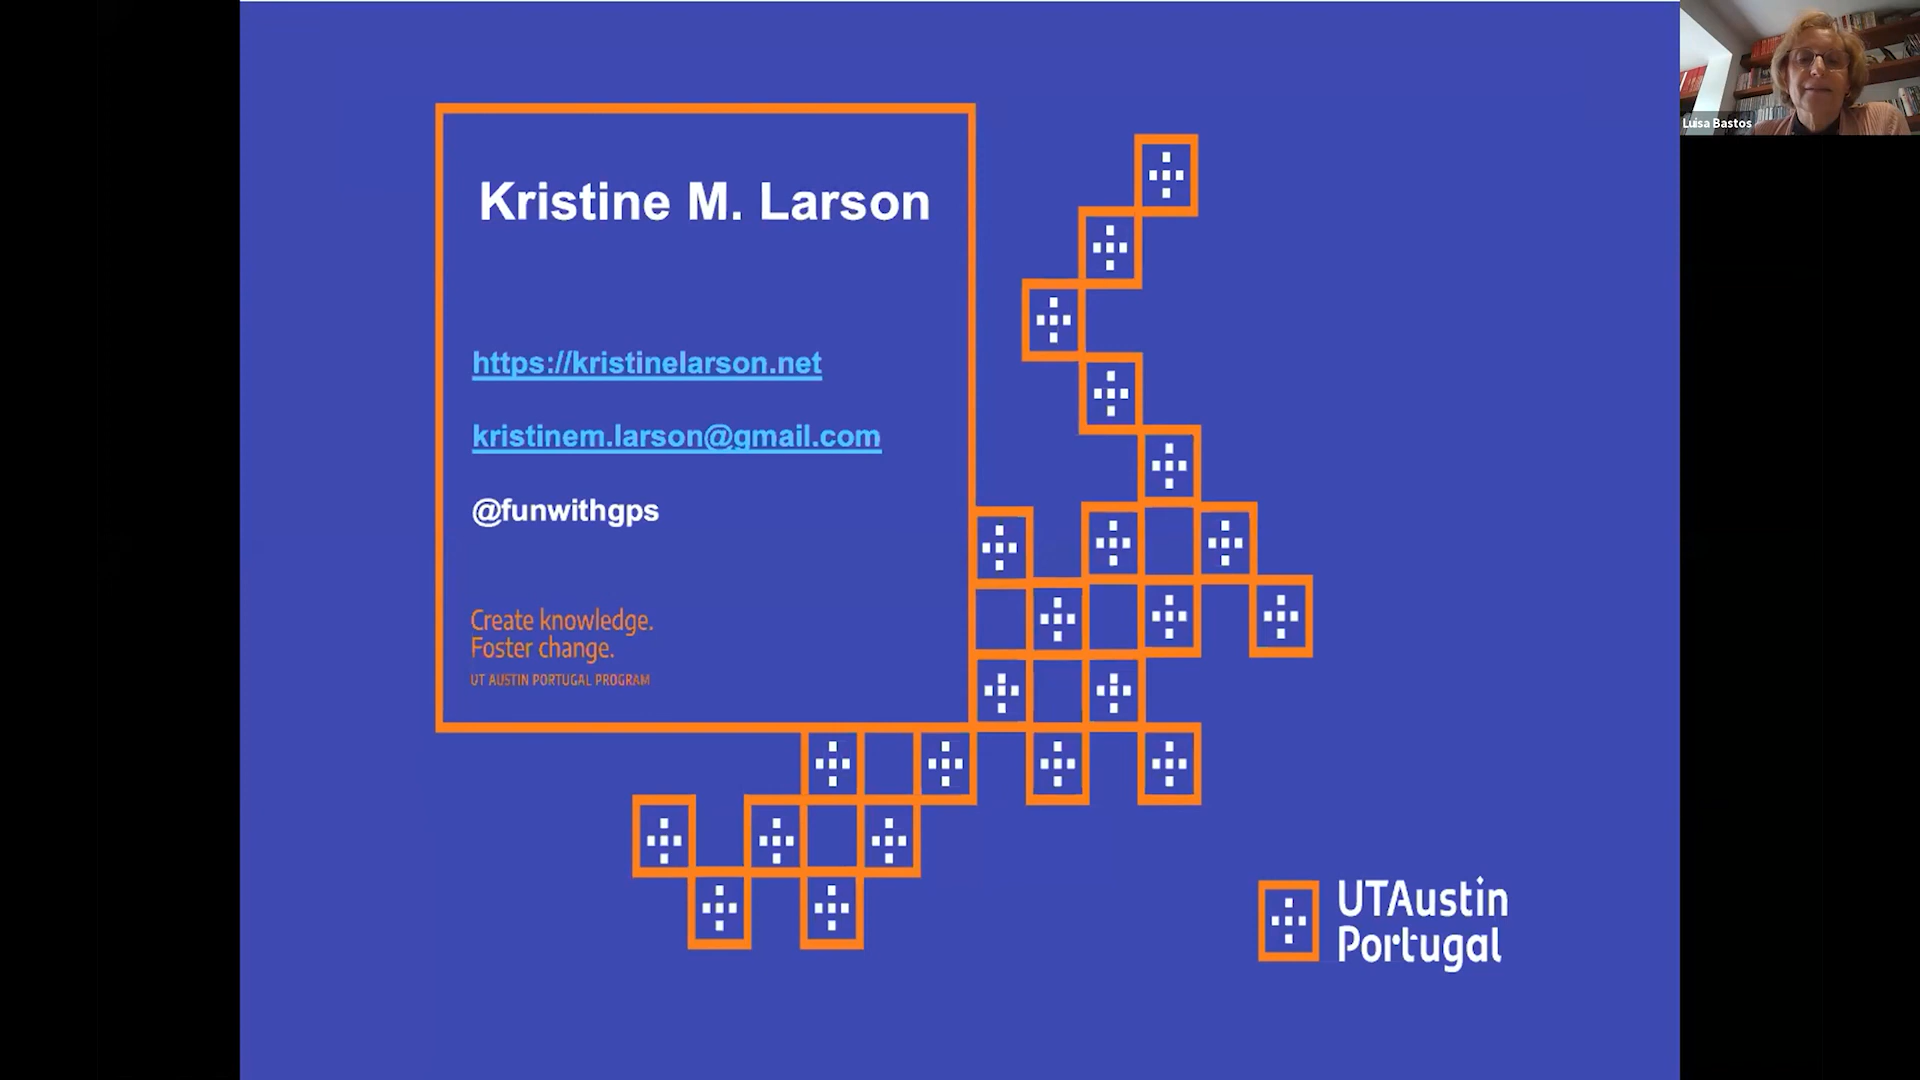 Kristine M. Larson
https://kristinelarson.net
kristinem.larson@gmail.com
@funwithgps
Create knowledge.
Foster change.
UT AUSTIN PORTUGAL PROGRAM
UTAustin
Portugal
Luisa Bastos